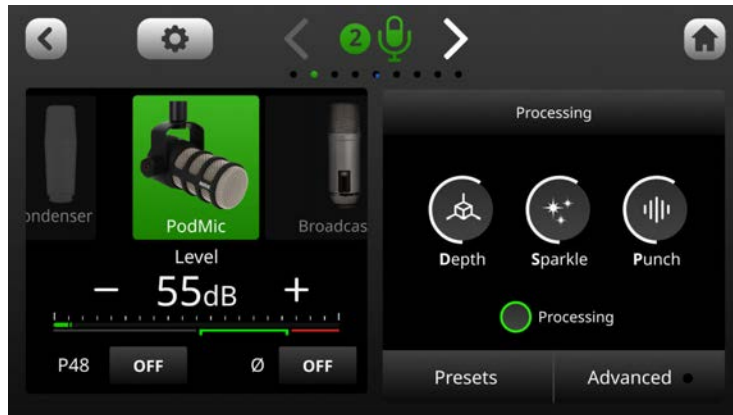 2
Processing
ondenser
PodMic
Broadcas
Level
− 55dB +
Depth
Sparkle
Punch
Processing
P48 OFF Ø OFF
Presets
Advanced